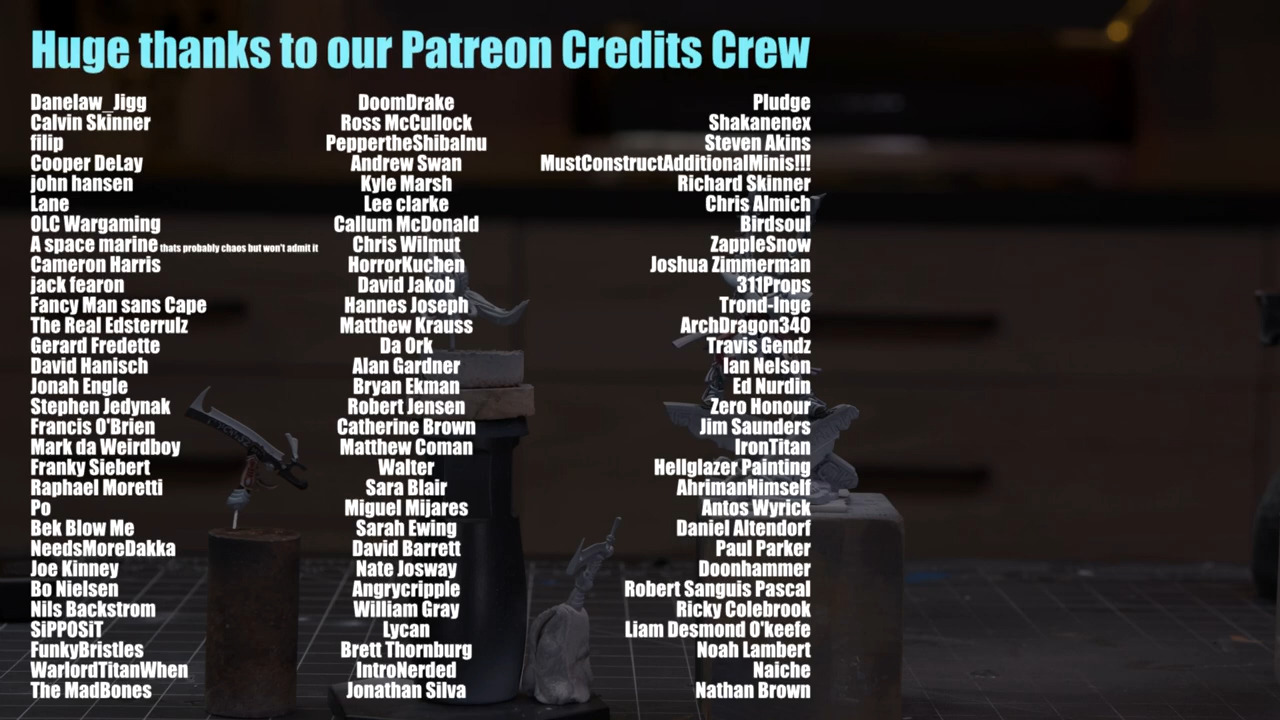 Huge thanks to our Patreon Credits Crew
Danelaw_Jigg
Calvin Skinner
filip
Cooper DeLay
john hansen
Lane
OLC Wargaming
A space marine thats probably chaos but won't admit it
Cameron Harris
jack fearon
Fancy Man sans Cape
The Real Edsterrulz
Gerard Fredette
David Hanisch
Jonah Engle
Stephen Jedynak
Francis O'Brien
Mark da Weirdboy
Franky Siebert
Raphael Moretti
Po
Bek Blow Me
NeedsMoreDakka
Joe Kinney
Bo Nielsen
Nils Backstrom
SiPPOSiT
FunkyBristles
WarlordTitanWhen
The MadBones
DoomDrake
Ross McCullock
PeppertheShibaInu
Andrew Swan
Kyle Marsh
Lee clarke
Callum McDonald
Chris Wilmut
HorrorKuchen
David Jakob
Hannes Joseph
Matthew Krauss
Da Ork
Alan Gardner
Bryan Ekman
Robert Jensen
Catherine Brown
Matthew Coman
Walter
Sara Blair
Miguel Mijares
Sarah Ewing
David Barrett
Nate Josway
Angrycripple
William Gray
Lycan
Brett Thornburg
IntroNerded
Jonathan Silva
Pludge
Shakanenex
Steven Akins
MustConstructAdditionalMinis!!!
Richard Skinner
Chris Almich
Birdsoul
ZappleSnow
Joshua Zimmerman
311Props
Trond-Inge
ArchDragon340
Travis Gendz
Ian Nelson
Ed Nurdin
Zero Honour
Jim Saunders
IronTitan
Hellglazer Painting
AhrimanHimself
Antos Wyrick
Daniel Altendorf
Paul Parker
Doonhammer
Robert Sanguis Pascal
Ricky Colebrook
Liam Desmond O'keefe
Noah Lambert
Naiche
Nathan Brown